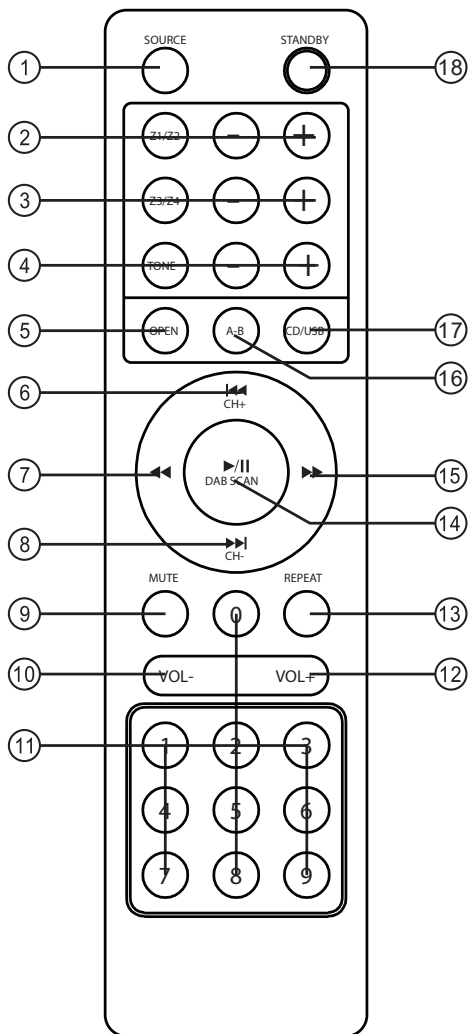 SOURCE STANDBY
1 18
2 Z1/Z2 - +
3 Z3/Z4 - +
4 TONE - +
5 OPEN A-B CD/USB 17
16
6 CH+
7 15
DAB SCAN
14
8 CH-
MUTE REPEAT
9 0 13
10 VOL- VOL+ 12
11 1 2 3
4 5 6
7 8 9